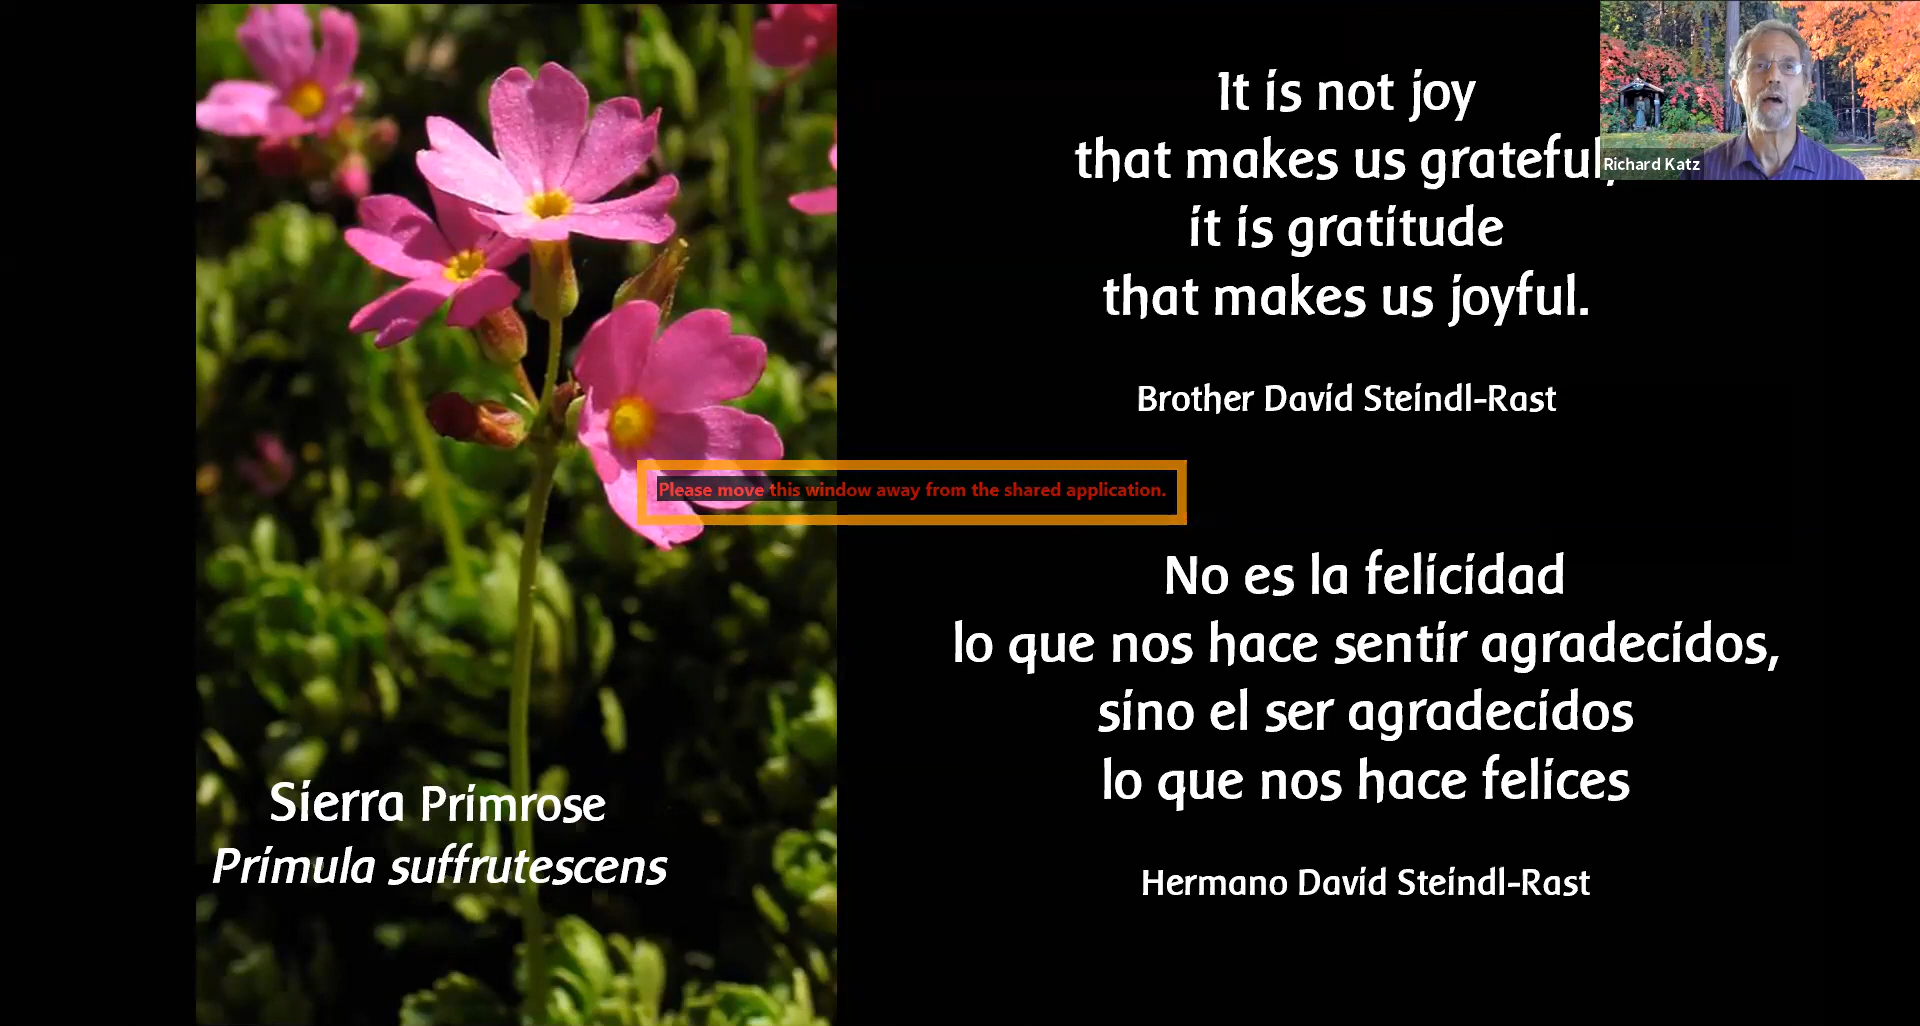 It is not joy
that makes us grateful,
it is gratitude
that makes us joyful.
Brother David Steindl-Rast
Richard Katz
Please move this window away from the shared application.
No es la felicidad
lo que nos hace sentir agradecidos,
sino el ser agradecidos
lo que nos hace felices
Hermano David Steindl-Rast
Sierra Primrose
Primula suffrutescens